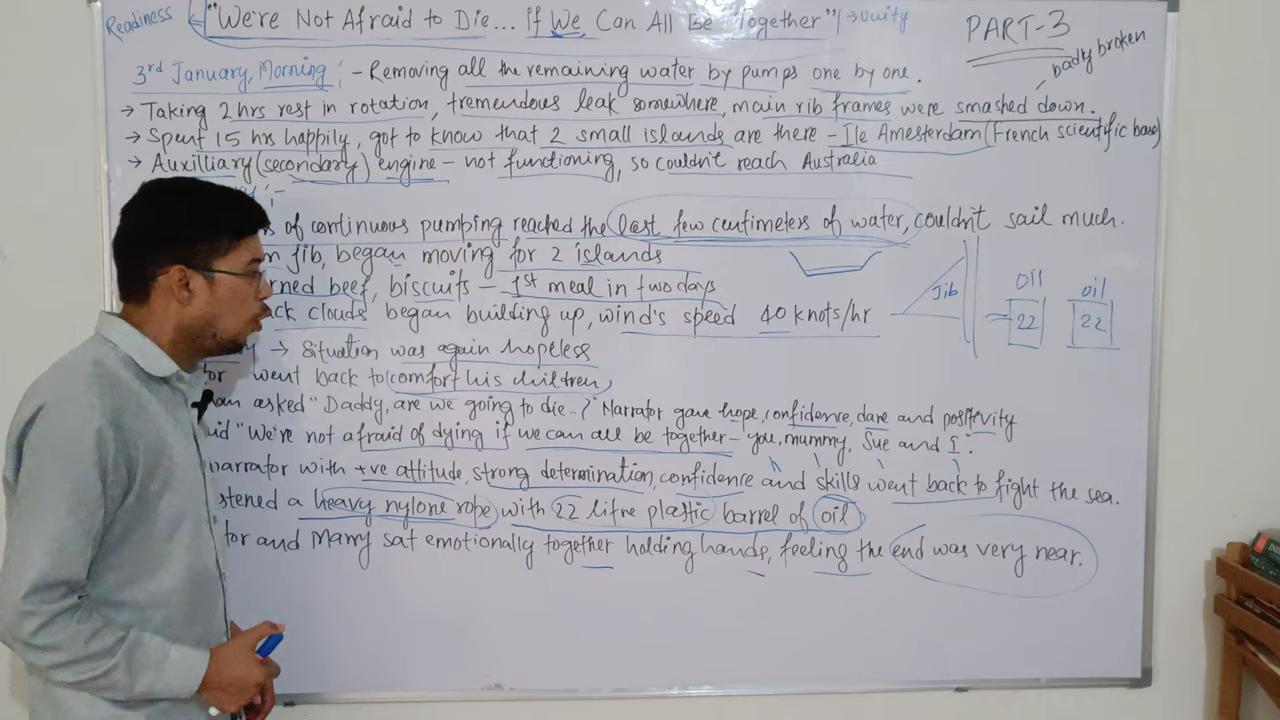 Readiness "We're Not Afraid to Die... if We Can All Be Together" → Unity
PART-3
badly broken
3rd January, Morning :- Removing all the remaining water by pumps one by one.
→ Taking 2 hrs rest in rotation, tremendous leak somewhere, main rib frames were smashed down.
→ Spent 15 hrs happily, got to know that 2 small islands are there - Ile Amesterdam (French scientific base)
→ Auxilliary (secondary) engine - not functioning, so couldn't reach Australia
:-
of continuous pumping reached the last few centimeters of water, couldn't sail much.
jib, began moving for 2 islands
beef, biscuits - 1st meal in two days
clouds began building up, wind's speed 40 knots/hr
→ Situation was again hopeless
went back to comfort his children,
asked "Daddy, are we going to die..?" Narrator gave hope, confidence, dare and positivity
"We're not afraid of dying if we can all be together - you, mummy, Sue and I".
narrator with +ve attitude, strong determination, confidence and skills went back to fight the sea.
a heavy nylone rope with 22 litre plastic barrel of oil
and Mary sat emotionally together holding hands, feeling the end was very near.
Jib
oil
22
oil
22